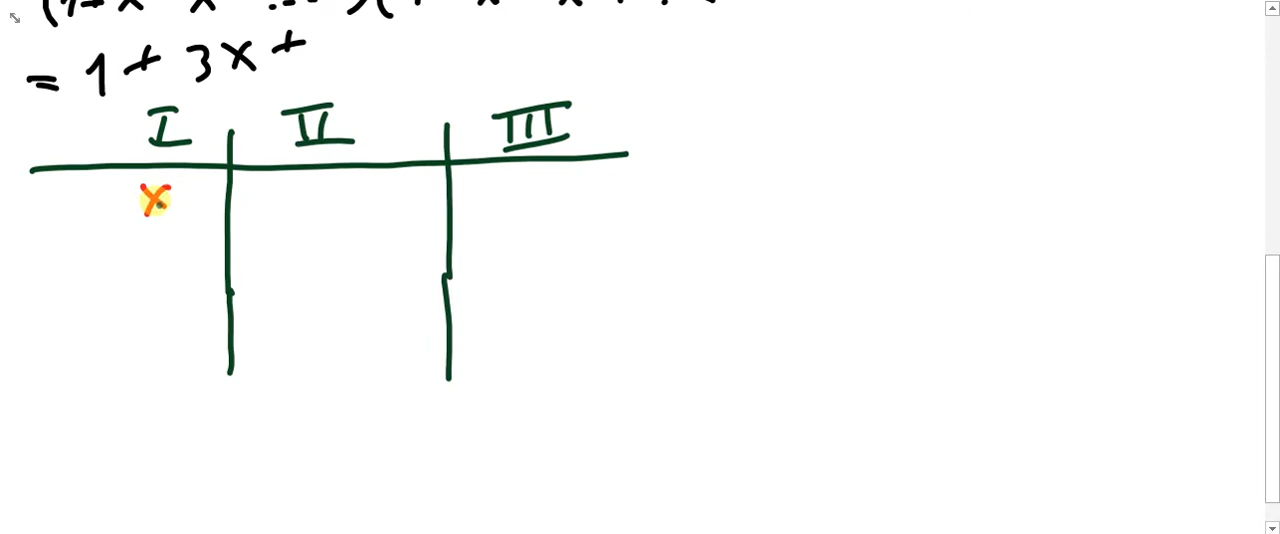 = 1 + 3x +
I II III
x